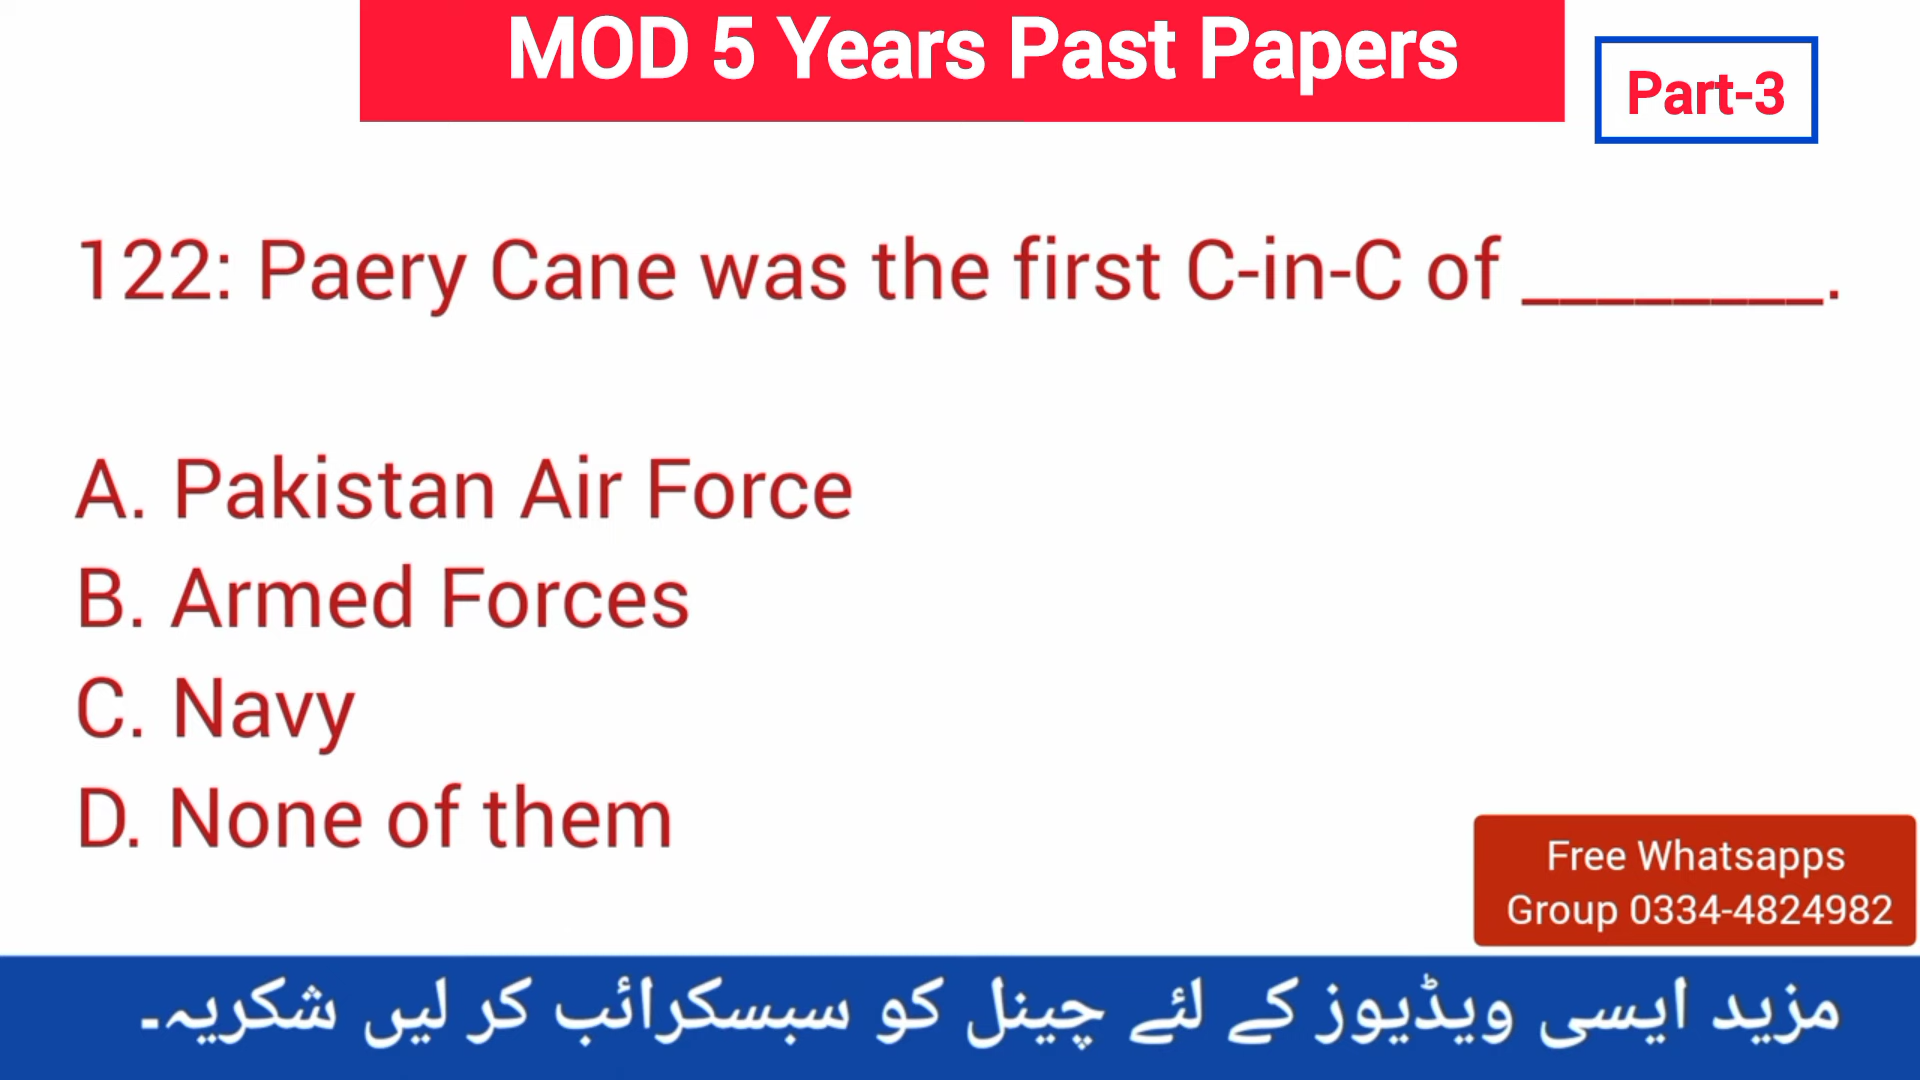 MOD 5 Years Past Papers
Part-3
122: Paery Cane was the first C-in-C of ________.
A. Pakistan Air Force
B. Armed Forces
C. Navy
D. None of them
Free Whatsapps
Group 0334-4824982
مزید ایسی ویڈیوز کے لئے چینل کو سبسکرائب کر لیں شکریہ۔